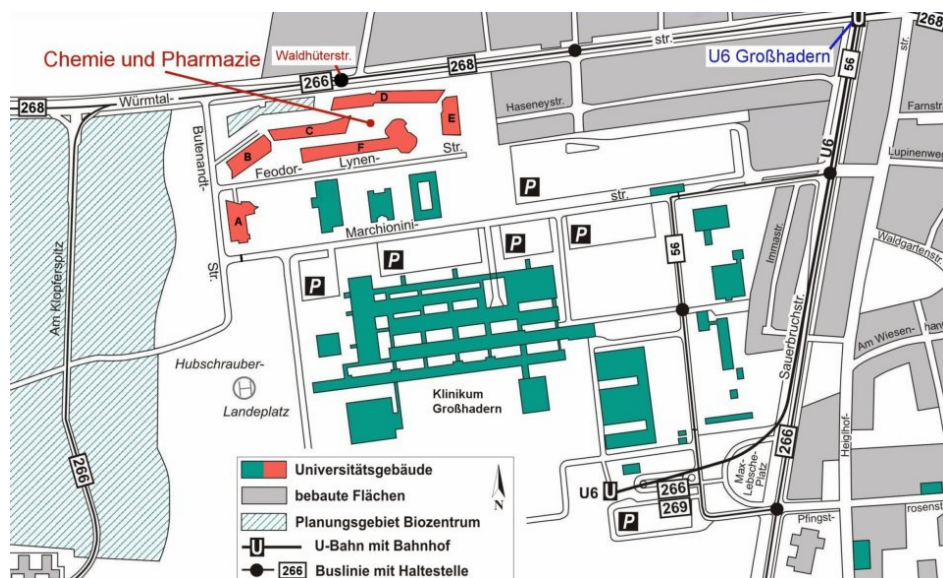 Chemie und Pharmazie
Waldhüterstr.
266
268
str.
U6 Großhadern
U
268
56
str.
268
Würmtal-
D
Haseneystr.
Farnstr.
C
E
B
F
Butenandt-
Feodor-
Lynen-
Str.
U6
Lupinenweg
P
A
str.
Marchionini-
Str.
P
P
P
P
56
Immastr.
Waldgartenstr.
Am Klopferspitz
Sauerbruchstr.
Am Wiesen-
Hubschrauber-
H
Landeplatz
Klinikum
Großhadern
Heiglhof-
266
266
Max-
Lebsche-
Platz
U6 U
266
269
P
Pfingst-
rosenst
Universitätsgebäude
bebaute Flächen
Planungsgebiet Biozentrum
U U-Bahn mit Bahnhof
266 Buslinie mit Haltestelle
N